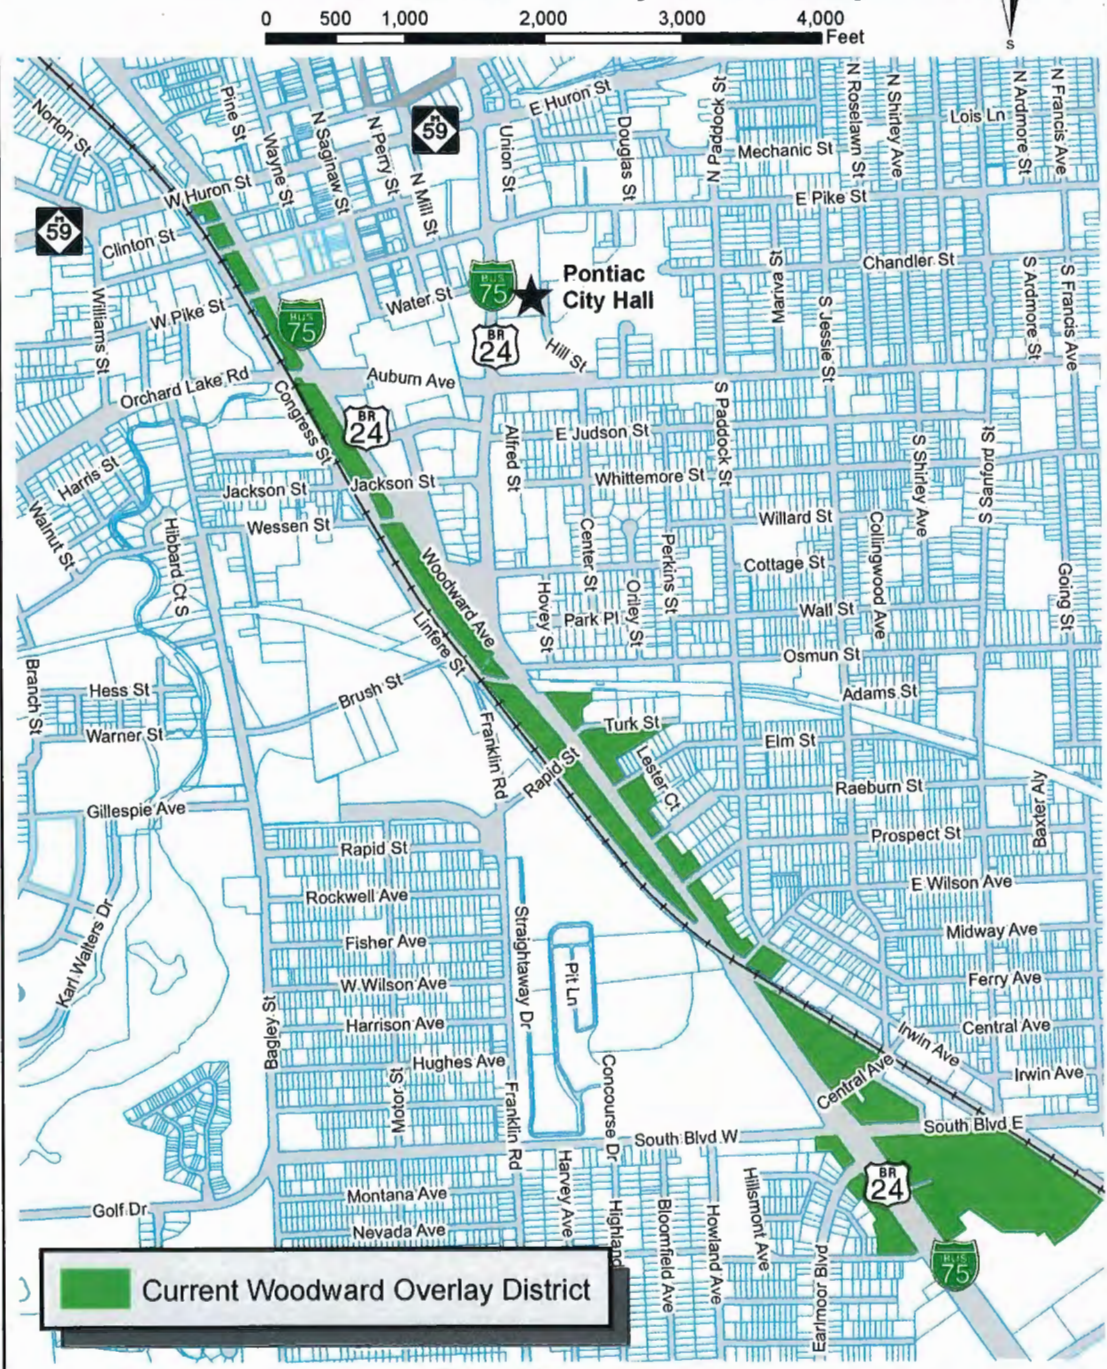 0 500 1,000 2,000 3,000 4,000
Feet
S
Norton St
Pine St
Wayne St
N Saginaw St
N Perry St
N Mill St
M 59
E Huron St
Union St
Douglas St
N Paddock St
Mechanic St
N Roselawn St
N Shirley Ave
Lois Ln
N Ardmore St
N Francis Ave
W Huron St
E Pike St
M 59
Clinton St
Williams St
W Pike St
BUS 75
Water St
BUS 75
Pontiac
City Hall
BR 24
Hill St
Mariva St
Chandler St
S Jessie St
S Ardmore St
S Francis Ave
Orchard Lake Rd
Auburn Ave
Congress St
BR 24
Alfred St
E Judson St
S Paddock St
Harris St
Whittemore St
S Shirley Ave
S Sanford St
Walnut St
Jackson St
Jackson St
Wessen St
Willard St
Hibbard Ct S
Center St
Perkins St
Collingwood Ave
Woodward Ave
Cottage St
Going St
Hovey St
Park Pl
Oriley St
Wall St
Linfere St
Osmun St
Branch St
Hess St
Brush St
Adams St
Warner St
Franklin Rd
Turk St
Elm St
Rapid St
Lester Ct
Raeburn St
Baxter Aly
Gillespie Ave
Prospect St
Rapid St
E Wilson Ave
Rockwell Ave
Straightaway Dr
Midway Ave
Karl Walters Dr
Fisher Ave
Pit Ln
Ferry Ave
W Wilson Ave
Bagley St
Harrison Ave
Irwin Ave
Central Ave
Hughes Ave
Concourse Dr
Central Ave
Irwin Ave
Motor St
Franklin Rd
South Blvd W
South Blvd E
Montana Ave
Harvey Ave
Highland
Bloomfield Ave
Howland Ave
Hillsmont Ave
BR 24
Golf Dr
Nevada Ave
Earlmoor Blvd
BUS 75
Current Woodward Overlay District